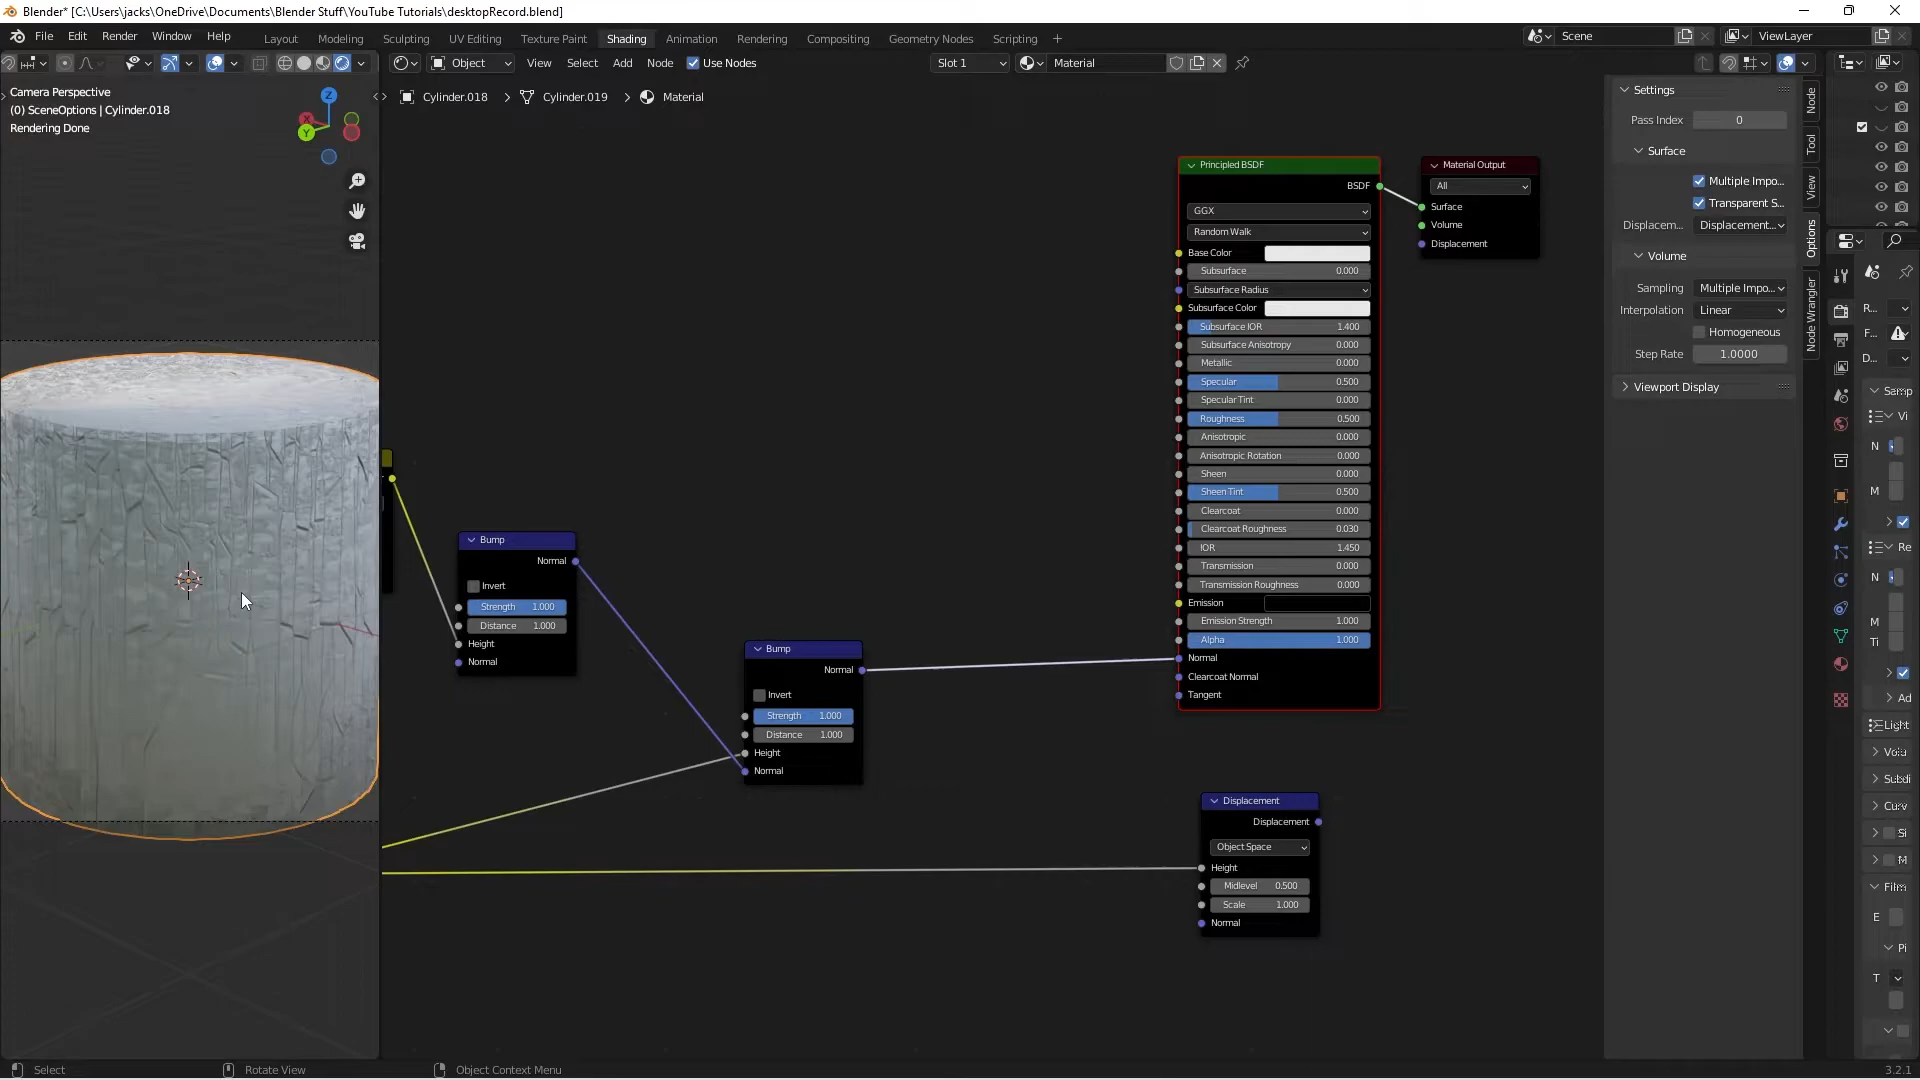 Blender* [C:\Users\jacks\OneDrive\Documents\Blender Stuff\YouTube Tutorials\desktopRecord.blend]
File Edit Render Window Help Layout Modeling Sculpting UV Editing Texture Paint Shading Animation Rendering Compositing Geometry Nodes Scripting + Scene ViewLayer
Object View Select Add Node Use Nodes Slot 1 Material
Camera Perspective
(0) SceneOptions | Cylinder.018
Rendering Done
Z
X
Y
Cylinder.018 > Cylinder.019 > Material
Bump
Normal
Invert
Strength 1.000
Distance 1.000
Height
Normal
Bump
Normal
Invert
Strength 1.000
Distance 1.000
Height
Normal
Principled BSDF
BSDF
GGX
Random Walk
Base Color
Subsurface 0.000
Subsurface Radius
Subsurface Color
Subsurface IOR 1.400
Subsurface Anisotropy 0.000
Metallic 0.000
Specular 0.500
Specular Tint 0.000
Roughness 0.500
Anisotropic 0.000
Anisotropic Rotation 0.000
Sheen 0.000
Sheen Tint 0.500
Clearcoat 0.000
Clearcoat Roughness 0.030
IOR 1.450
Transmission 0.000
Transmission Roughness 0.000
Emission
Emission Strength 1.000
Alpha 1.000
Normal
Clearcoat Normal
Tangent
Material Output
All
Surface
Volume
Displacement
Displacement
Displacement
Object Space
Height
Midlevel 0.500
Scale 1.000
Normal
Settings
Pass Index 0
Surface
Multiple Impo...
Transparent S...
Displacem... Displacement...
Volume
Sampling Multiple Impo...
Interpolation Linear
Homogeneous
Step Rate 1.0000
Viewport Display
Node
Tool
View
Options
Node Wrangler
R...
F...
D...
Samp
Vi
N
M
Re
N
M
Ti
Ad
Light
Volu
Subdi
Curv
Si
M
Film
E
Pi
T
Select Rotate View Object Context Menu 3.2.1